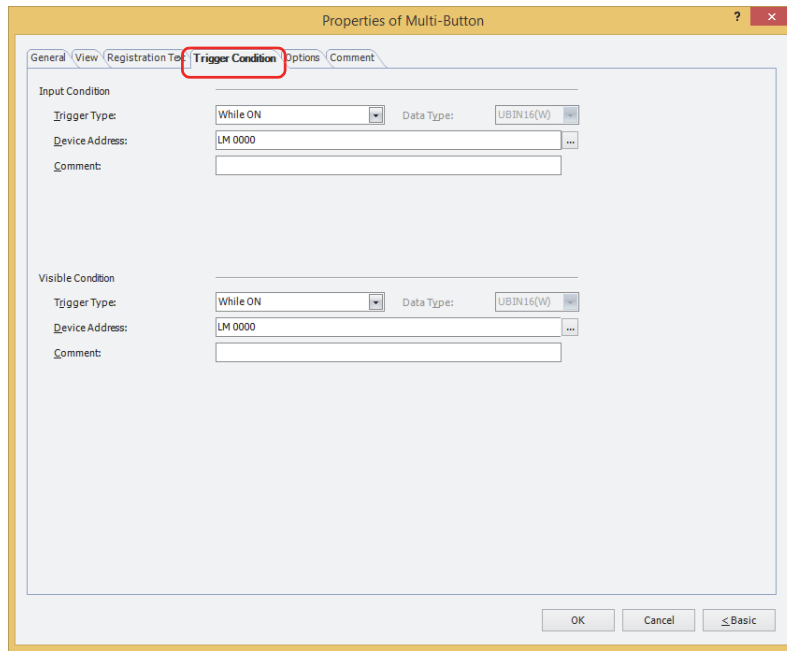 Properties of Multi-Button
? ×
General View Registration Tex Trigger Condition Options Comment
Input Condition
Trigger Type: While ON Data Type: UBIN16(W)
Device Address: LM 0000 ...
Comment:
Visible Condition
Trigger Type: While ON Data Type: UBIN16(W)
Device Address: LM 0000 ...
Comment:
OK Cancel < Basic